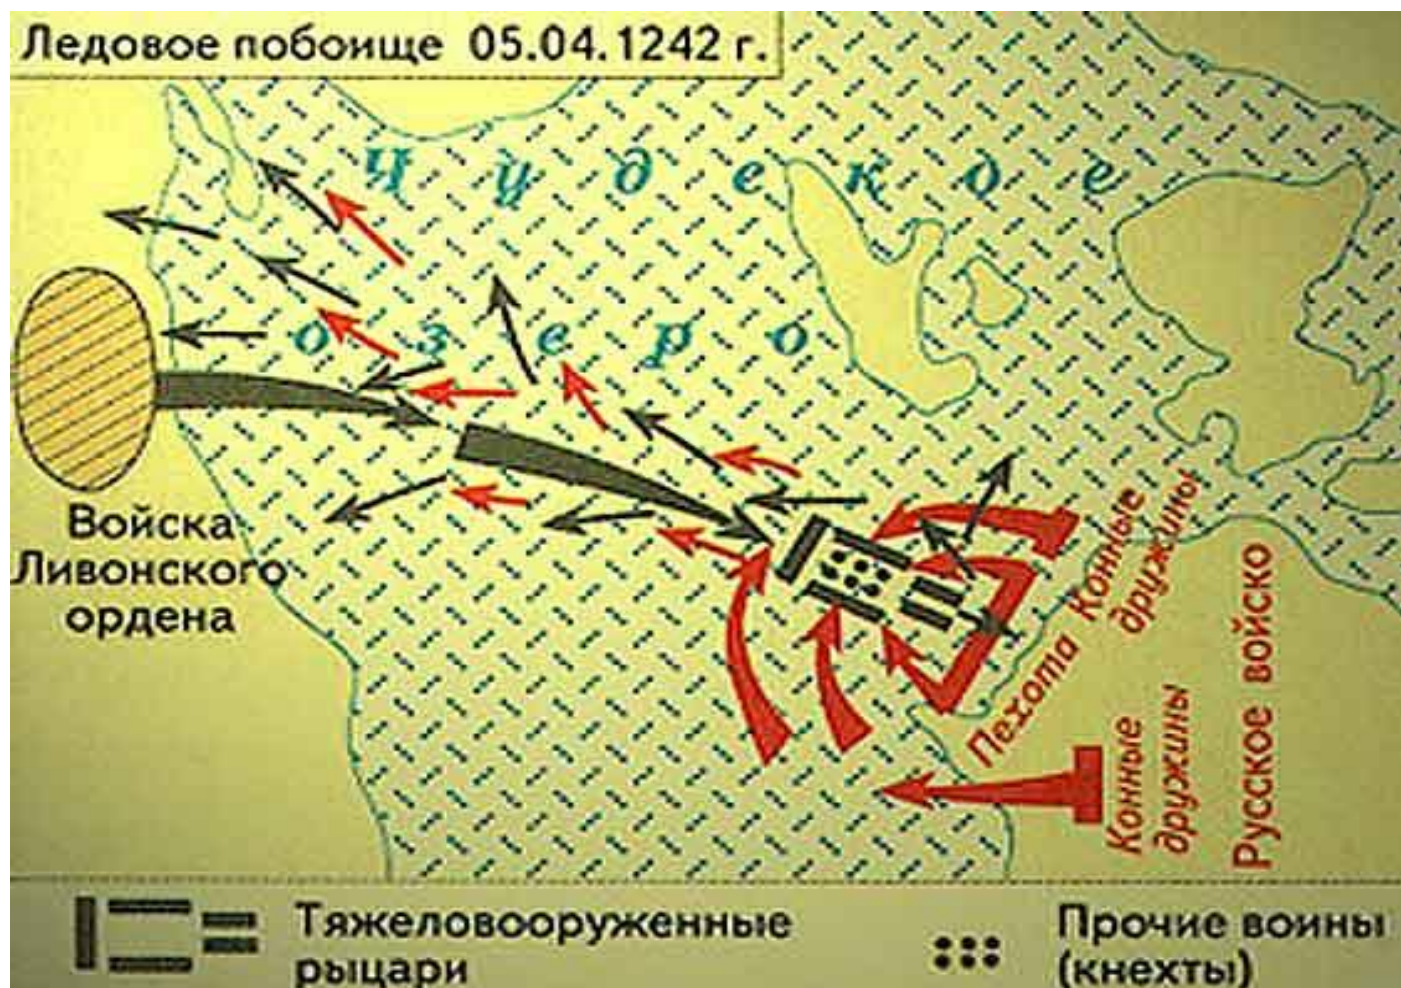 Ледовое побоище 05.04.1242 г.
Чудекде
озеро
Войска
Ливонского
ордена
Конные
дружины
Пехота
Конные
дружины
Русское войско
Тяжеловооруженные
рыцари
Прочие воины
(кнехты)